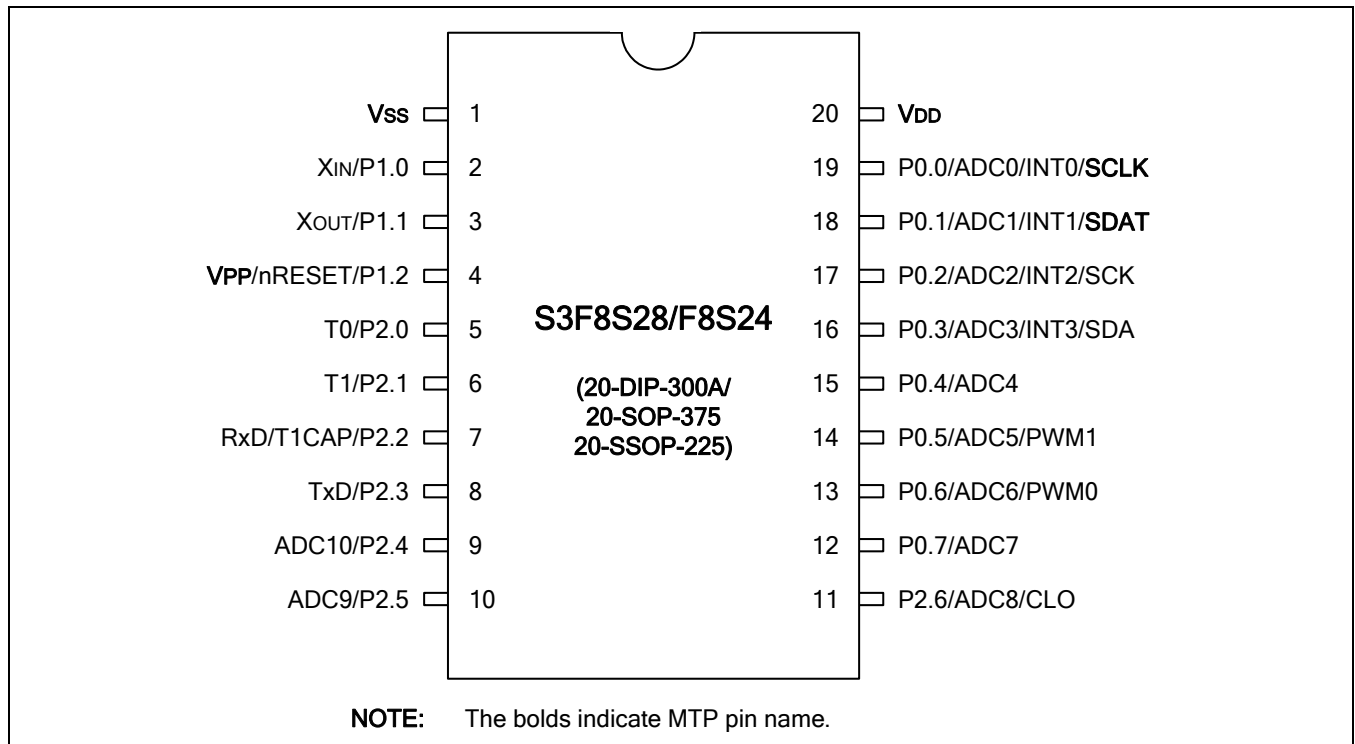 Vss 1 20 VDD
XIN/P1.0 2 19 P0.0/ADC0/INT0/SCLK
XOUT/P1.1 3 18 P0.1/ADC1/INT1/SDAT
VPP/nRESET/P1.2 4 17 P0.2/ADC2/INT2/SCK
S3F8S28/F8S24
T0/P2.0 5 16 P0.3/ADC3/INT3/SDA
T1/P2.1 6 15 P0.4/ADC4
(20-DIP-300A/
20-SOP-375
20-SSOP-225)
RxD/T1CAP/P2.2 7 14 P0.5/ADC5/PWM1
TxD/P2.3 8 13 P0.6/ADC6/PWM0
ADC10/P2.4 9 12 P0.7/ADC7
ADC9/P2.5 10 11 P2.6/ADC8/CLO
NOTE: The bolds indicate MTP pin name.